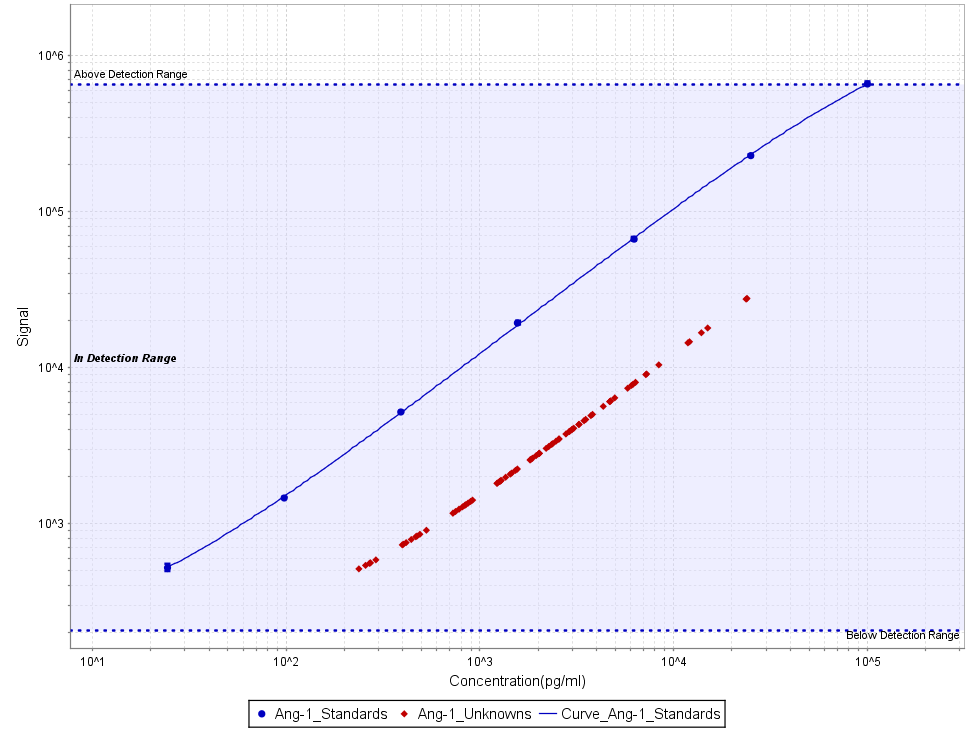 10^6
Above Detection Range
10^5
Signal
In Detection Range
10^4
10^3
Below Detection Range
10^1 10^2 10^3 10^4 10^5
Concentration(pg/ml)
Ang-1_Standards Ang-1_Unknowns Curve_Ang-1_Standards